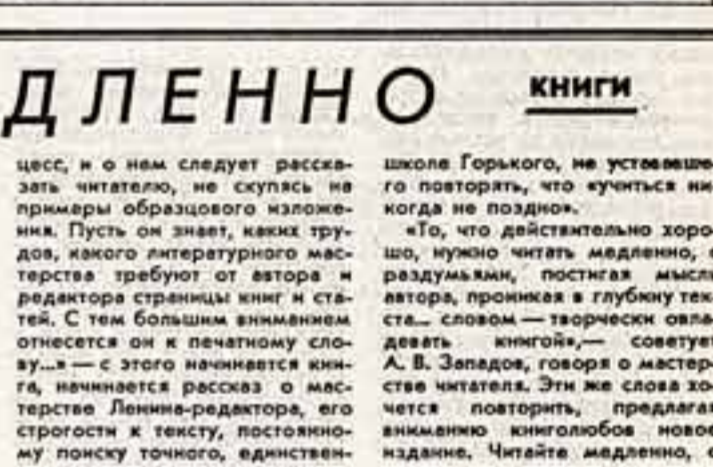 ДЛЕННО
книги
цесс, и о нем следует расска-
зать читателю, не скупясь на
примеры образцового изложе-
ния. Пусть он знает, каких тру-
дов, какого литературного мас-
терства требуют от автора и
редактора страницы книг и ста-
тей. С тем большим вниманием
отнесется он к печатному сло-
ву...» — с этого начинается кни-
га, начинается рассказ о мас-
терстве Ленина-редактора, его
строгости к тексту, постоянно-
му поиску точного, единствен-
школе Горького, не устававше-
го повторять, что «учиться ни-
когда не поздно».
«То, что действительно хоро-
шо, нужно читать медленно, с
раздумьями, постигая мысли
автора, проникая в глубину тек-
ста... словом — творчески овла-
девать книгой»,— советует
А. В. Западов, говоря о мастер-
стве читателя. Эти же слова хо-
чется повторить, предлагая
вниманию книголюбов новое
издание. Читайте медленно, с